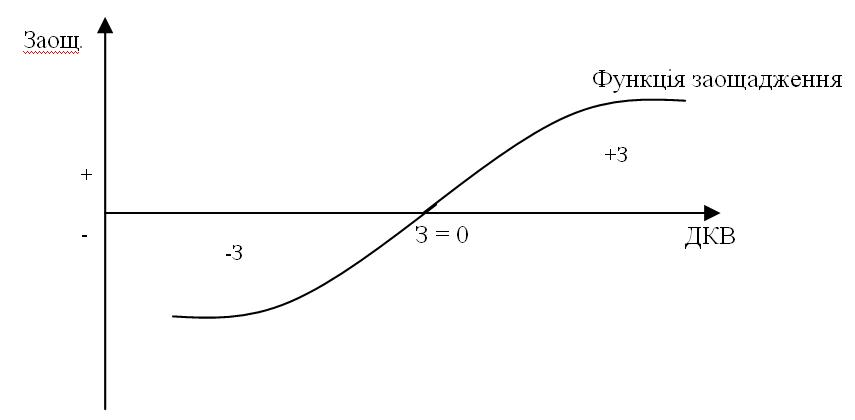 Заощ.
Функція заощадження
+З
+
-
З = 0
ДКВ
-З